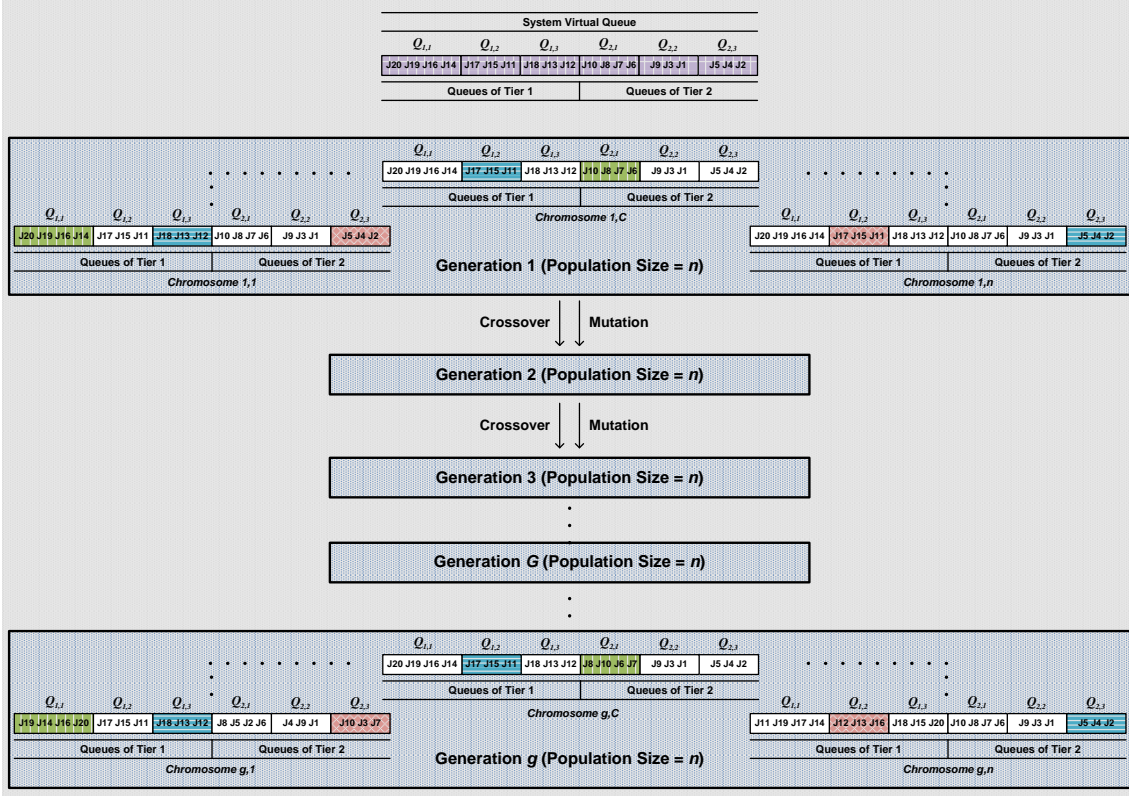 System Virtual Queue
Q1,1 Q1,2 Q1,3 Q2,1 Q2,2 Q2,3
J20 J19 J16 J14 J17 J15 J11 J18 J13 J12 J10 J8 J7 J6 J9 J3 J1 J5 J4 J2
Queues of Tier 1 Queues of Tier 2
Q1,1 Q1,2 Q1,3 Q2,1 Q2,2 Q2,3
J20 J19 J16 J14 J17 J15 J11 J18 J13 J12 J10 J8 J7 J6 J9 J3 J1 J5 J4 J2
Queues of Tier 1 Queues of Tier 2
Chromosome 1,C
Q1,1 Q1,2 Q1,3 Q2,1 Q2,2 Q2,3
J20 J19 J16 J14 J17 J15 J11 J18 J13 J12 J10 J8 J7 J6 J9 J3 J1 J5 J4 J2
Queues of Tier 1 Queues of Tier 2
Chromosome 1,1
Generation 1 (Population Size = n)
Q1,1 Q1,2 Q1,3 Q2,1 Q2,2 Q2,3
J20 J19 J16 J14 J17 J15 J11 J18 J13 J12 J10 J8 J7 J6 J9 J3 J1 J5 J4 J2
Queues of Tier 1 Queues of Tier 2
Chromosome 1,n
Crossover Mutation
Generation 2 (Population Size = n)
Crossover Mutation
Generation 3 (Population Size = n)
Generation G (Population Size = n)
Q1,1 Q1,2 Q1,3 Q2,1 Q2,2 Q2,3
J20 J19 J16 J14 J17 J15 J11 J18 J13 J12 J8 J10 J6 J7 J9 J3 J1 J5 J4 J2
Queues of Tier 1 Queues of Tier 2
Chromosome g,C
Q1,1 Q1,2 Q1,3 Q2,1 Q2,2 Q2,3
J19 J14 J16 J20 J17 J15 J11 J18 J13 J12 J8 J5 J2 J6 J4 J9 J1 J10 J3 J7
Queues of Tier 1 Queues of Tier 2
Chromosome g,1
Generation g (Population Size = n)
Q1,1 Q1,2 Q1,3 Q2,1 Q2,2 Q2,3
J11 J19 J17 J14 J12 J13 J16 J18 J15 J20 J10 J8 J7 J6 J9 J3 J1 J5 J4 J2
Queues of Tier 1 Queues of Tier 2
Chromosome g,n